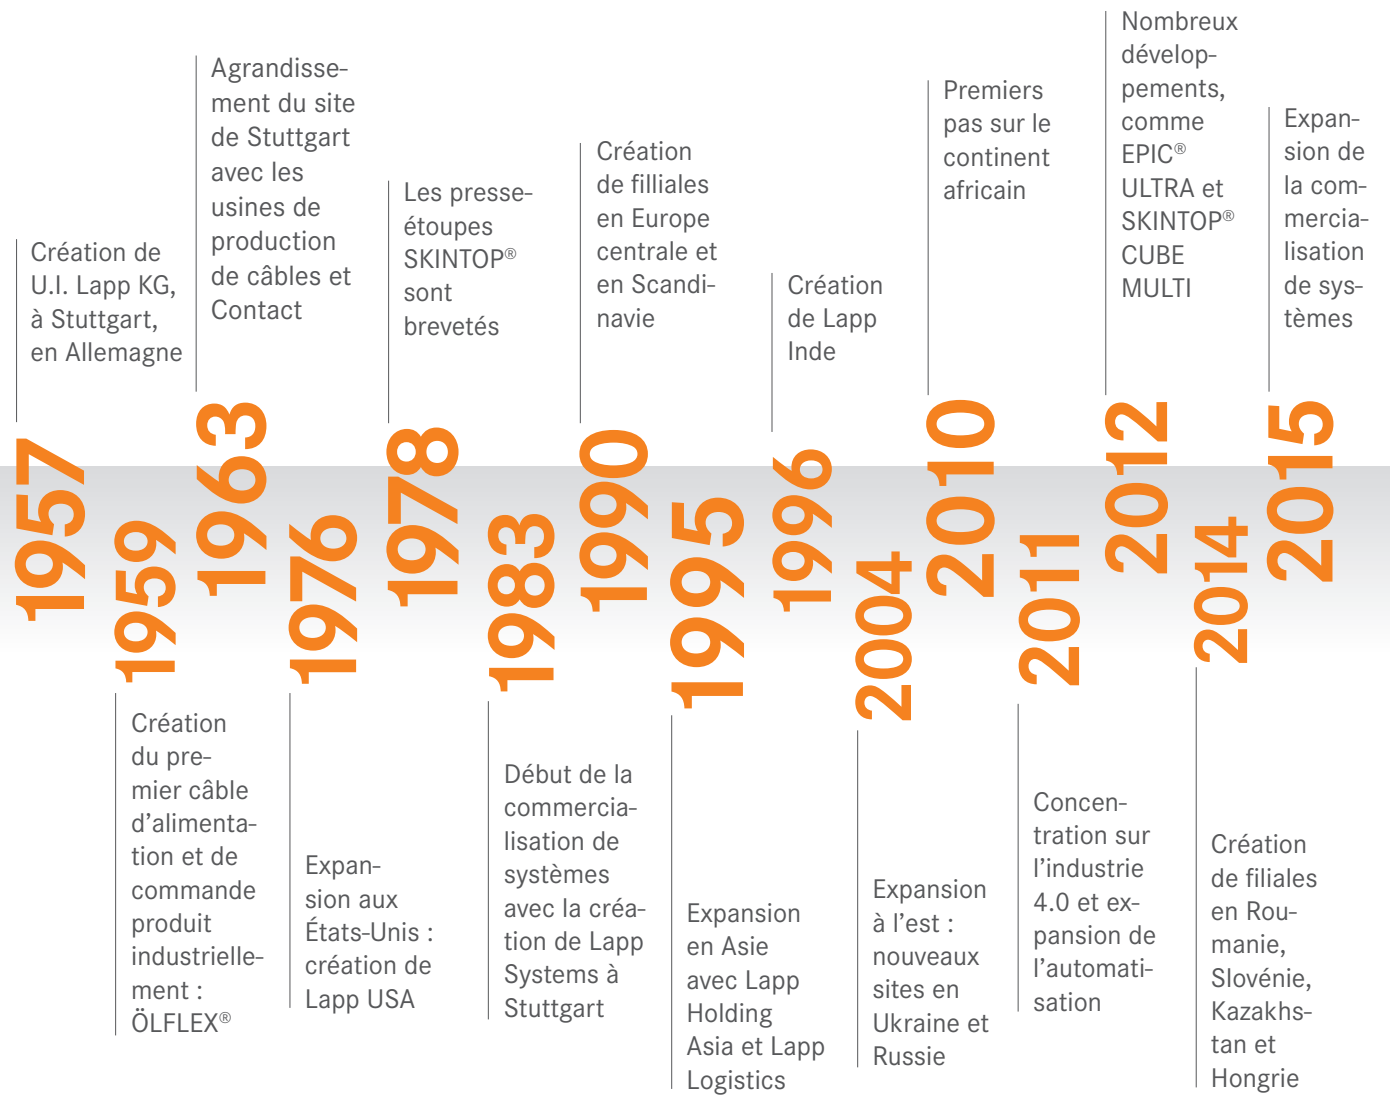 Création de
U.I. Lapp KG,
à Stuttgart,
en Allemagne
1957
1959
Création
du pre-
mier câble
d’alimenta-
tion et de
commande
produit
industrielle-
ment :
ÖLFLEX®
Agrandisse-
ment du site
de Stuttgart
avec les
usines de
production
de câbles et
Contact
1963
1976
Expan-
sion aux
États-Unis :
création de
Lapp USA
Les presse-
étoupes
SKINTOP®
sont
brevetés
1978
1983
Début de la
commercia-
lisation de
systèmes
avec la créa-
tion de Lapp
Systems à
Stuttgart
Création
de filliales
en Europe
centrale et
en Scandi-
navie
1990
1995
Expansion
en Asie
avec Lapp
Holding
Asia et Lapp
Logistics
Création
de Lapp
Inde
1996
2004
Expansion
à l’est :
nouveaux
sites en
Ukraine et
Russie
Premiers
pas sur le
continent
africain
2010
2011
Concen-
tration sur
l’industrie
4.0 et ex-
pansion de
l’automati-
sation
Nombreux
dévelop-
pements,
comme
EPIC®
ULTRA et
SKINTOP®
CUBE
MULTI
2012
2014
Création
de filiales
en Rou-
manie,
Slovénie,
Kazakhs-
tan et
Hongrie
Expan-
sion de
la com-
mercia-
lisation
de sys-
tèmes
2015